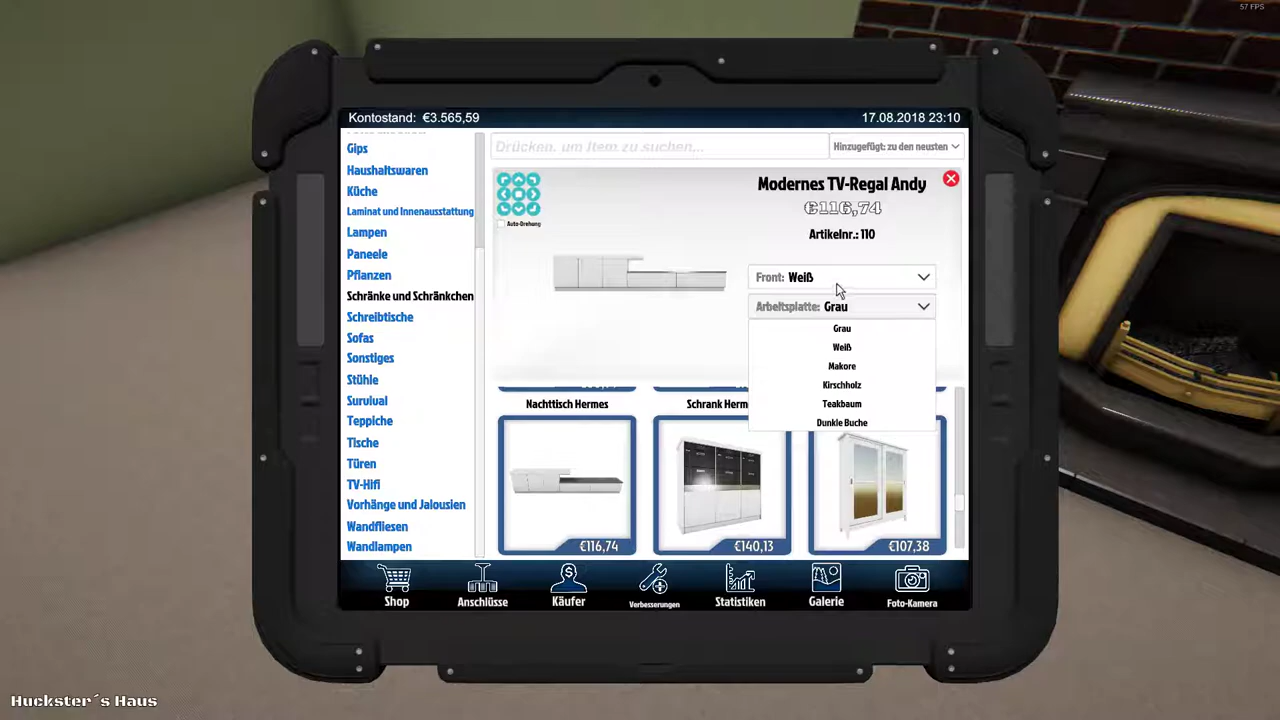 57 FPS
Kontostand: €3.565,59
17.08.2018 23:10
Gips
Haushaltswaren
Küche
Laminat und Innenausstattung
Lampen
Paneele
Pflanzen
Schränke und Schränkchen
Schreibtische
Sofas
Sonstiges
Stühle
Survival
Teppiche
Tische
Türen
TV-Hifi
Vorhänge und Jalousien
Wandfliesen
Wandlampen
Drücken, um Item zu suchen...
Hinzugefügt: zu den neusten
Auto-Drehung
Modernes TV-Regal Andy
€116,74
Artikelnr.: 110
Front: Weiß
Arbeitsplatte: Grau
Grau
Weiß
Makore
Kirschholz
Teakbaum
Dunkle Buche
Nachttisch Hermes
Schrank Herm
€116,74
€140,13
€107,38
Shop
Anschlüsse
Käufer
Verbesserungen
Statistiken
Galerie
Foto-Kamera
Huckster´s Haus